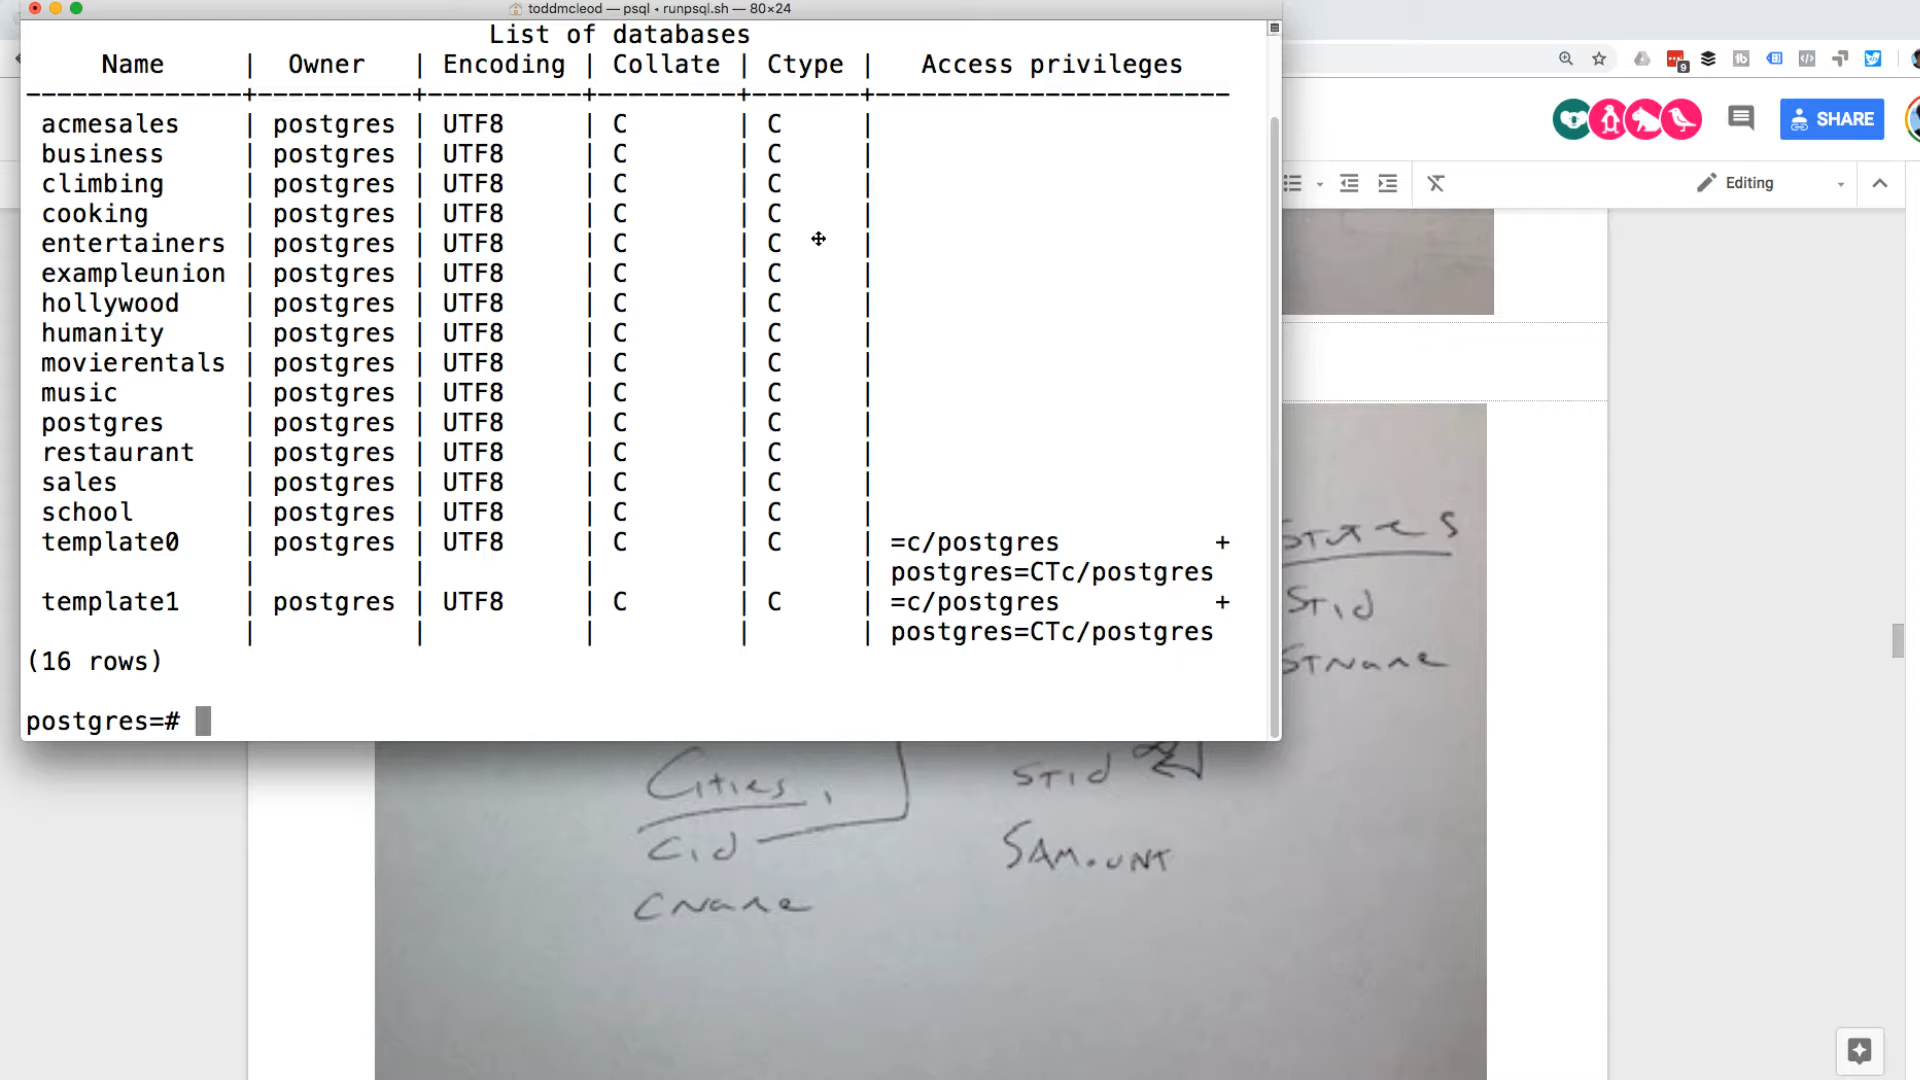 toddmcleod — psql • runpsql.sh — 80×24
List of databases
Name | Owner | Encoding | Collate | Ctype | Access privileges
---------------+-----------+-----------+----------+-------+-----------------------
acmesales | postgres | UTF8 | C | C |
business | postgres | UTF8 | C | C |
climbing | postgres | UTF8 | C | C |
cooking | postgres | UTF8 | C | C |
entertainers | postgres | UTF8 | C | C |
exampleunion | postgres | UTF8 | C | C |
hollywood | postgres | UTF8 | C | C |
humanity | postgres | UTF8 | C | C |
movierentals | postgres | UTF8 | C | C |
music | postgres | UTF8 | C | C |
postgres | postgres | UTF8 | C | C |
restaurant | postgres | UTF8 | C | C |
sales | postgres | UTF8 | C | C |
school | postgres | UTF8 | C | C |
template0 | postgres | UTF8 | C | C | =c/postgres +
| | | | | postgres=CTc/postgres
template1 | postgres | UTF8 | C | C | =c/postgres +
| | | | | postgres=CTc/postgres
(16 rows)
postgres=#
9
SHARE
Editing
States
STid
STName
Cities
Cid
CName
STid
SAMOUNT